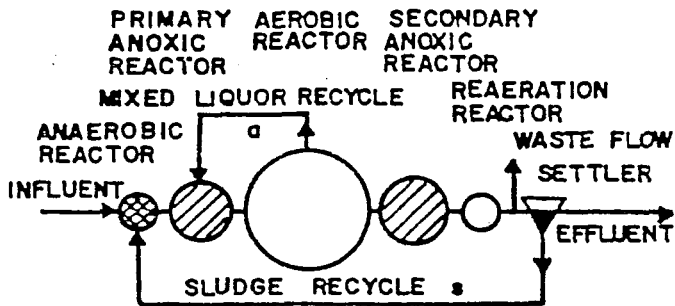 PRIMARY
ANOXIC
REACTOR
AEROBIC
REACTOR
SECONDARY
ANOXIC
REACTOR
REAERATION
REACTOR
MIXED LIQUOR RECYCLE
a
ANAEROBIC
REACTOR
WASTE FLOW
SETTLER
INFLUENT
EFFLUENT
SLUDGE RECYCLE s